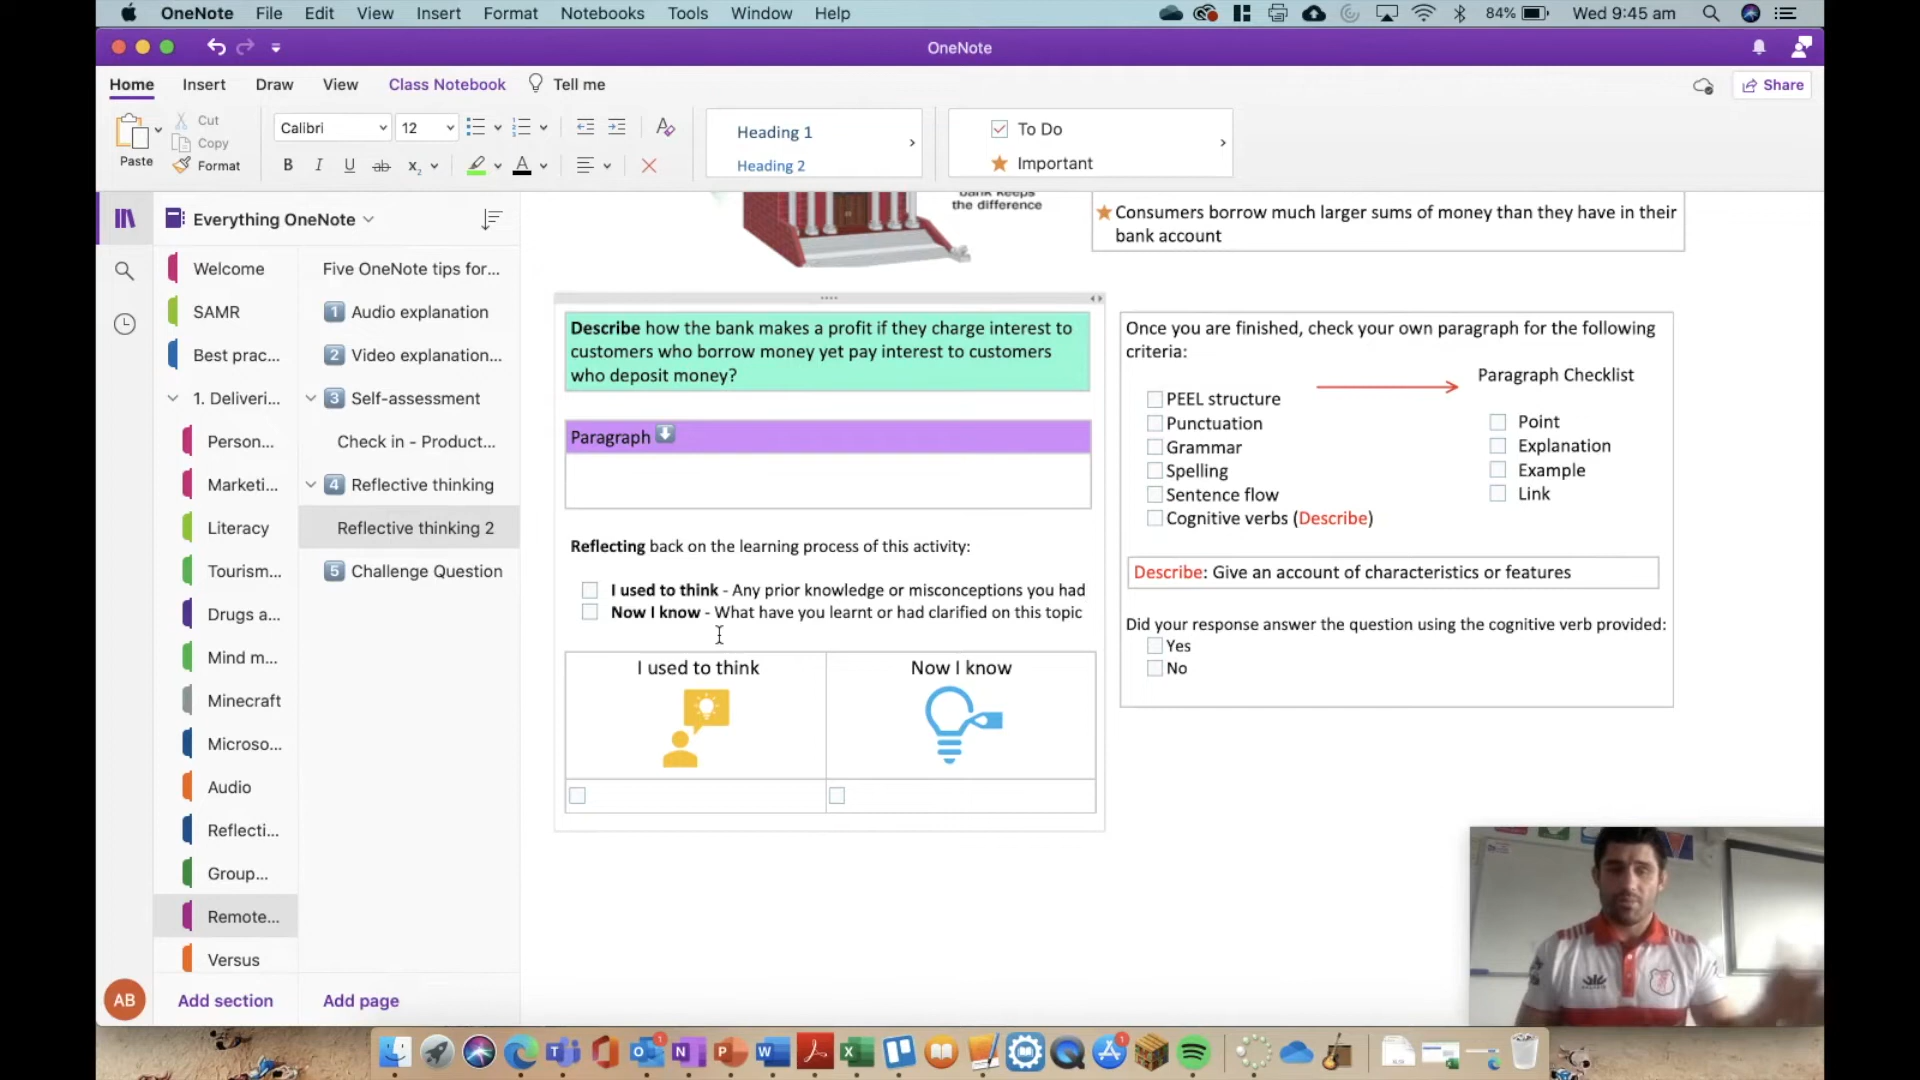 OneNote File Edit View Insert Format Notebooks Tools Window Help
84% Wed 9:45 am
OneNote
Home Insert Draw View Class Notebook Tell me
Share
Paste
Cut
Copy
Format
Calibri 12
Heading 1
Heading 2
To Do
Important
Everything OneNote
Welcome
SAMR
Best prac...
1. Deliveri...
Person...
Marketi...
Literacy
Tourism...
Drugs a...
Mind m...
Minecraft
Microso...
Audio
Reflecti...
Group...
Remote...
Versus
Add section
AB
Five OneNote tips for...
1 Audio explanation
2 Video explanation...
3 Self-assessment
Check in - Product...
4 Reflective thinking
Reflective thinking 2
5 Challenge Question
Add page
bank keeps
the difference
Consumers borrow much larger sums of money than they have in their
bank account
Describe how the bank makes a profit if they charge interest to
customers who borrow money yet pay interest to customers
who deposit money?
Paragraph
Reflecting back on the learning process of this activity:
I used to think - Any prior knowledge or misconceptions you had
Now I know - What have you learnt or had clarified on this topic
I used to think
Now I know
Once you are finished, check your own paragraph for the following
criteria:
PEEL structure
Punctuation
Grammar
Spelling
Sentence flow
Cognitive verbs (Describe)
Paragraph Checklist
Point
Explanation
Example
Link
Describe: Give an account of characteristics or features
Did your response answer the question using the cognitive verb provided:
Yes
No